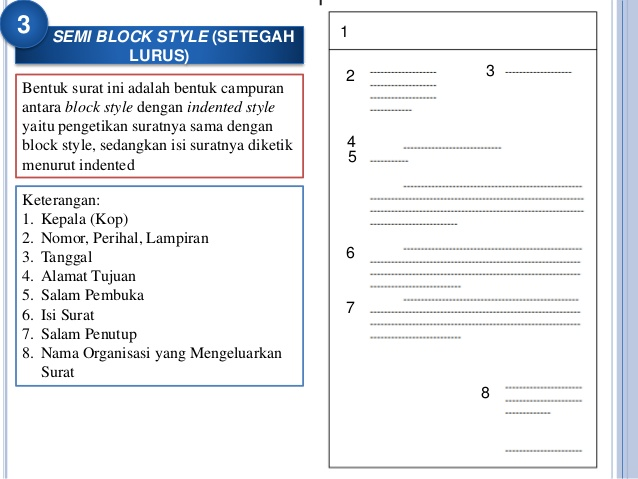 3
SEMI BLOCK STYLE (SETEGAH
LURUS)
Bentuk surat ini adalah bentuk campuran
antara block style dengan indented style
yaitu pengetikan suratnya sama dengan
block style, sedangkan isi suratnya diketik
menurut indented
Keterangan:
1. Kepala (Kop)
2. Nomor, Perihal, Lampiran
3. Tanggal
4. Alamat Tujuan
5. Salam Pembuka
6. Isi Surat
7. Salam Penutup
8. Nama Organisasi yang Mengeluarkan
Surat
1
2
3
4
5
6
7
8